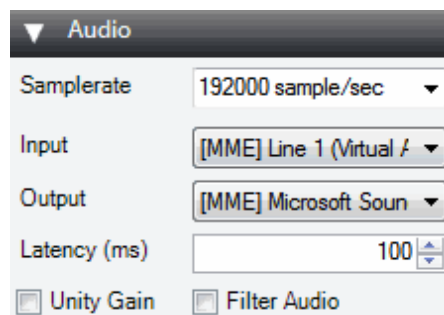 Audio
Samplerate 192000 sample/sec
Input [MME] Line 1 (Virtual A
Output [MME] Microsoft Soun
Latency (ms) 100
Unity Gain Filter Audio